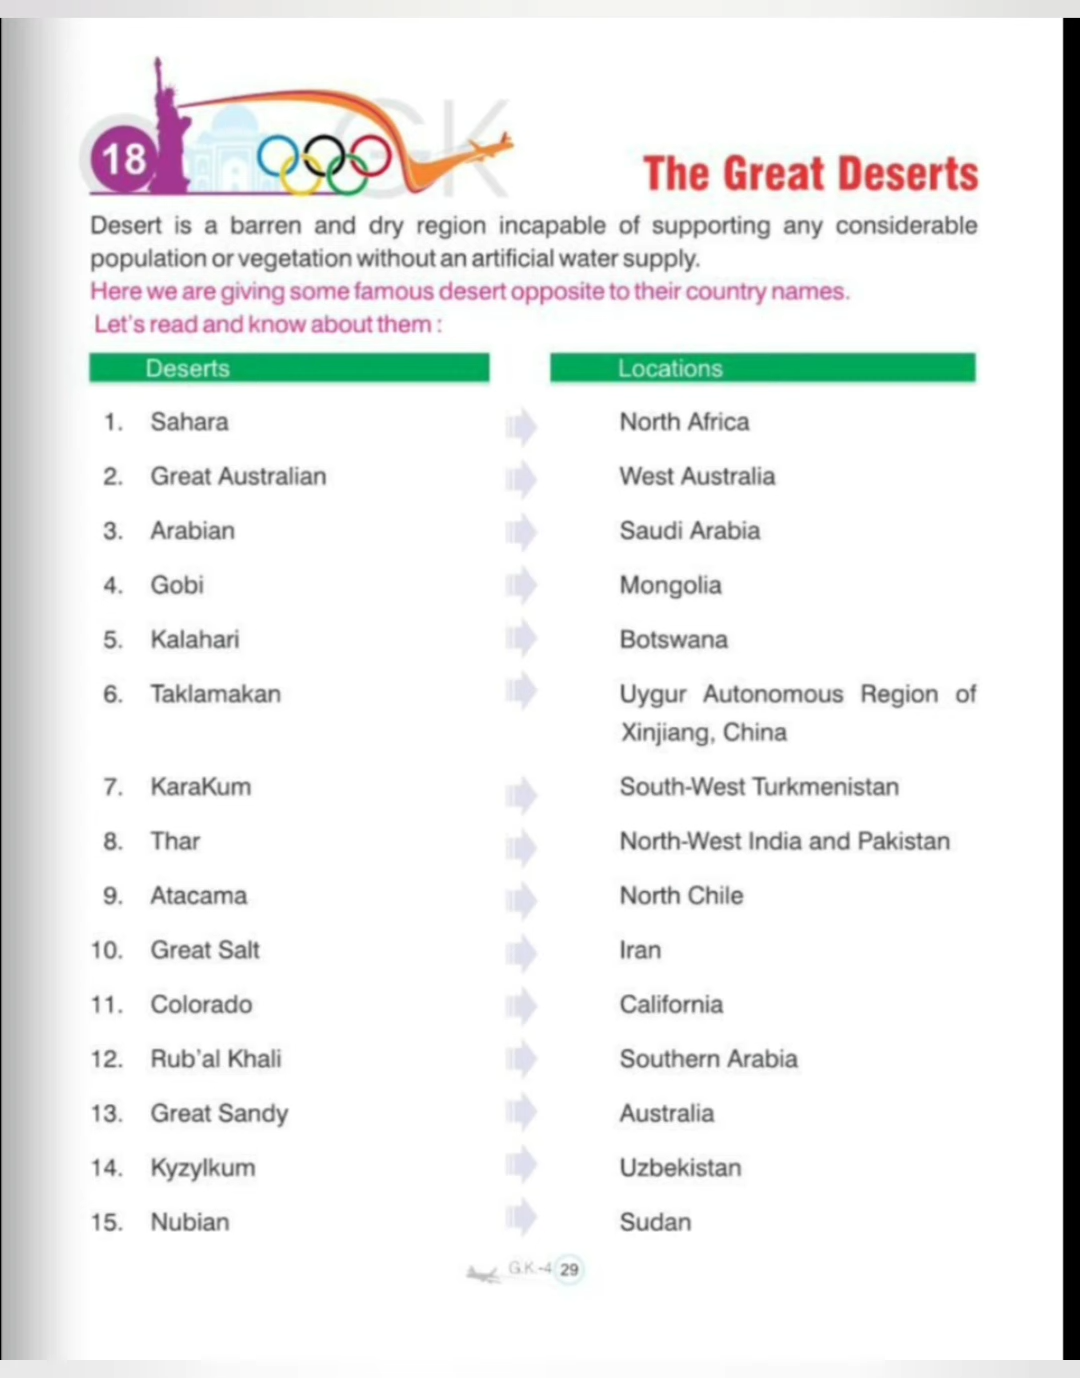 GK
18
The Great Deserts
Desert is a barren and dry region incapable of supporting any considerable
population or vegetation without an artificial water supply.
Here we are giving some famous desert opposite to their country names.
Let's read and know about them :
Deserts Locations
1. Sahara North Africa
2. Great Australian West Australia
3. Arabian Saudi Arabia
4. Gobi Mongolia
5. Kalahari Botswana
6. Taklamakan Uygur Autonomous Region of
Xinjiang, China
7. KaraKum South-West Turkmenistan
8. Thar North-West India and Pakistan
9. Atacama North Chile
10. Great Salt Iran
11. Colorado California
12. Rub'al Khali Southern Arabia
13. Great Sandy Australia
14. Kyzylkum Uzbekistan
15. Nubian Sudan
G.K.-4 29